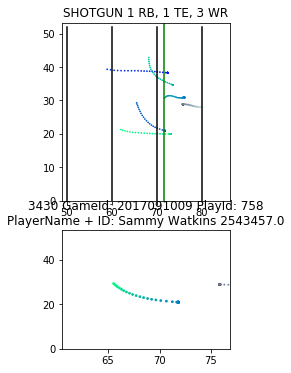 SHOTGUN 1 RB, 1 TE, 3 WR
50
40
30
20
10
0
50 60 70 80
3430 GameId: 2017091009 PlayId: 758
PlayerName + ID: Sammy Watkins 2543457.0
40
20
0
65 70 75